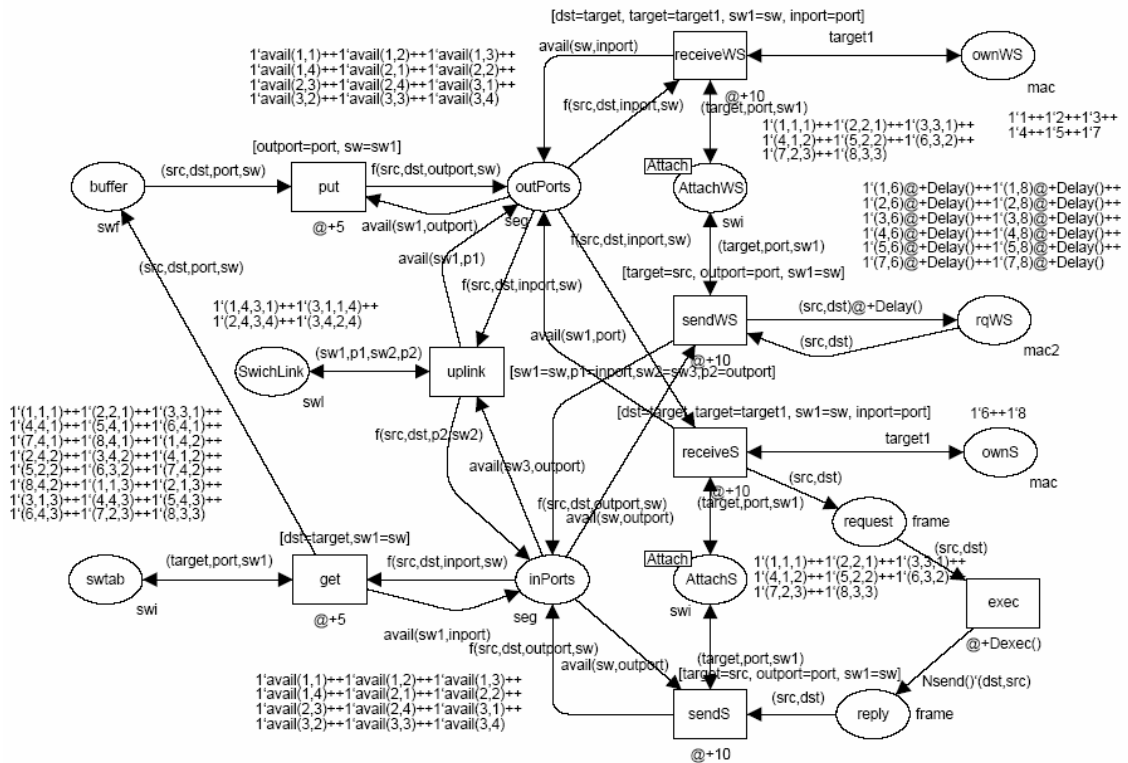 [dst=target, target=target1, sw1=sw, inport=port]
1`avail(1,1)++1`avail(1,2)++1`avail(1,3)++
1`avail(1,4)++1`avail(2,1)++1`avail(2,2)++
1`avail(2,3)++1`avail(2,4)++1`avail(3,1)++
1`avail(3,2)++1`avail(3,3)++1`avail(3,4)
avail(sw,inport)
receiveWS
target1
ownWS
mac
@+10
f(src,dst,inport,sw)
(target,port,sw1)
1`(1,1,1)++1`(2,2,1)++1`(3,3,1)++
1`(4,1,2)++1`(5,2,2)++1`(6,3,2)++
1`(7,2,3)++1`(8,3,3)
1`1++1`2++1`3++
1`4++1`5++1`7
[outport=port, sw=sw1]
buffer
swf
(src,dst,port,sw)
put
@+5
f(src,dst,outport,sw)
avail(sw1,outport)
outPorts
seg
Attach
AttachWS
swi
1`(1,6)@+Delay()++1`(1,8)@+Delay()++
1`(2,6)@+Delay()++1`(2,8)@+Delay()++
1`(3,6)@+Delay()++1`(3,8)@+Delay()++
1`(4,6)@+Delay()++1`(4,8)@+Delay()++
1`(5,6)@+Delay()++1`(5,8)@+Delay()++
1`(7,6)@+Delay()++1`(7,8)@+Delay()
f(src,dst,inport,sw)
(target,port,sw1)
avail(sw1,p1)
(src,dst,port,sw)
[target=src, outport=port, sw1=sw]
f(src,dst,inport,sw)
sendWS
@+10
(src,dst)@+Delay()
(src,dst)
rqWS
mac2
1`(1,4,3,1)++1`(3,1,1,4)++
1`(2,4,3,4)++1`(3,4,2,4)
avail(sw1,port)
SwichLink
swl
(sw1,p1,sw2,p2)
uplink
[sw1=sw,p1=inport,sw2=sw3,p2=outport]
[dst=target, target=target1, sw1=sw, inport=port]
1`6++1`8
1`(1,1,1)++1`(2,2,1)++1`(3,3,1)++
1`(4,4,1)++1`(5,4,1)++1`(6,4,1)++
1`(7,4,1)++1`(8,4,1)++1`(1,4,2)++
1`(2,4,2)++1`(3,4,2)++1`(4,1,2)++
1`(5,2,2)++1`(6,3,2)++1`(7,4,2)++
1`(8,4,2)++1`(1,1,3)++1`(2,1,3)++
1`(3,1,3)++1`(4,4,3)++1`(5,4,3)++
1`(6,4,3)++1`(7,2,3)++1`(8,3,3)
f(src,dst,p2,sw2)
avail(sw3,outport)
receiveS
@+10
target1
ownS
mac
(src,dst)
(target,port,sw1)
f(src,dst,outport,sw)
avail(sw,outport)
request
frame
(src,dst)
[dst=target,sw1=sw]
swtab
swi
(target,port,sw1)
get
@+5
f(src,dst,inport,sw)
avail(sw1,inport)
inPorts
seg
Attach
AttachS
swi
1`(1,1,1)++1`(2,2,1)++1`(3,3,1)++
1`(4,1,2)++1`(5,2,2)++1`(6,3,2)
1`(7,2,3)++1`(8,3,3)
exec
@+Dexec()
f(src,dst,outport,sw)
avail(sw,outport)
(target,port,sw1)
[target=src, outport=port, sw1=sw]
Nsend()`(dst,src)
1`avail(1,1)++1`avail(1,2)++1`avail(1,3)++
1`avail(1,4)++1`avail(2,1)++1`avail(2,2)++
1`avail(2,3)++1`avail(2,4)++1`avail(3,1)++
1`avail(3,2)++1`avail(3,3)++1`avail(3,4)
sendS
@+10
(src,dst)
reply
frame